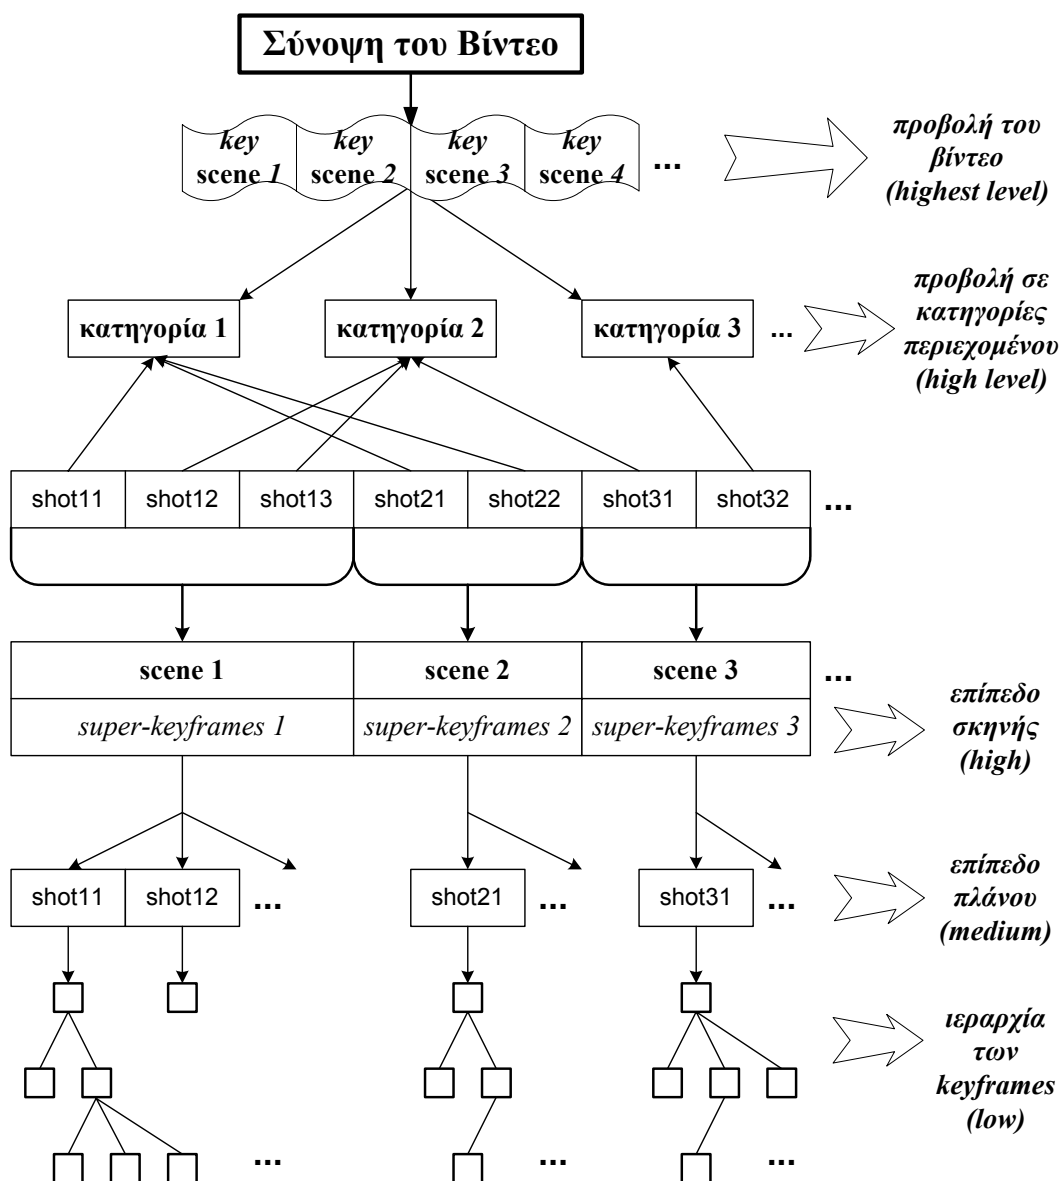 Σύνοψη του Βίντεο
key scene 1
key scene 2
key scene 3
key scene 4
...
προβολή του
βίντεο
(highest level)
κατηγορία 1
κατηγορία 2
κατηγορία 3
...
προβολή σε
κατηγορίες
περιεχομένου
(high level)
shot11 shot12 shot13 shot21 shot22 shot31 shot32 ...
scene 1 scene 2 scene 3 ...
super-keyframes 1 super-keyframes 2 super-keyframes 3
επίπεδο
σκηνής
(high)
shot11 shot12 ... shot21 ... shot31 ...
επίπεδο
πλάνου
(medium)
ιεραρχία
των
keyframes
(low)
... ... ...